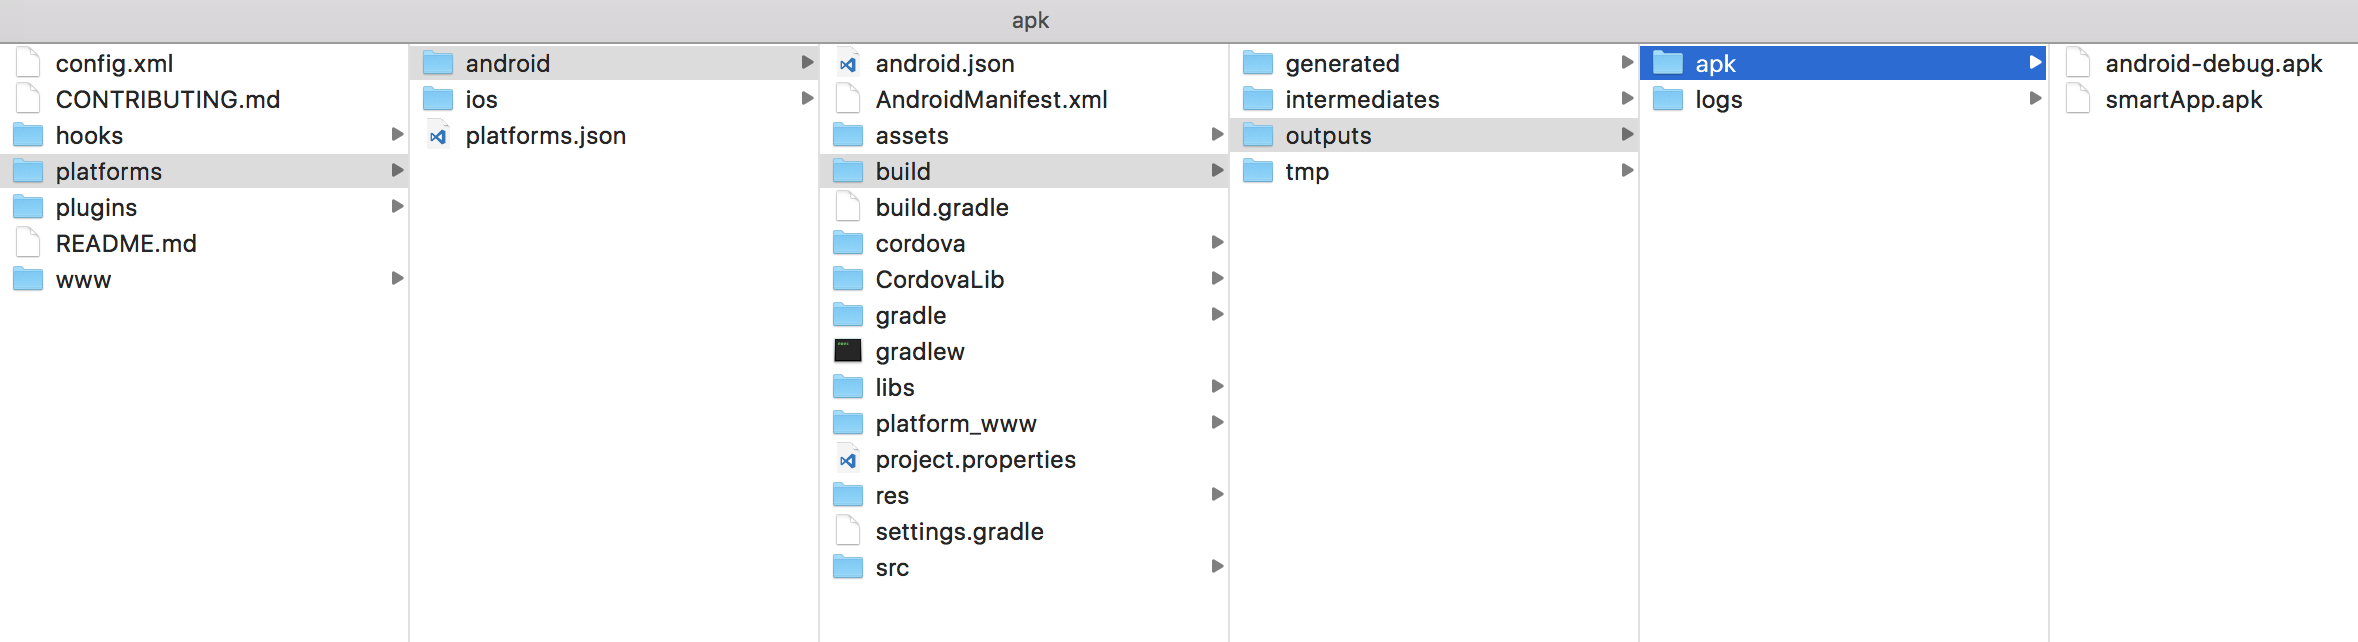 apk
config.xml
CONTRIBUTING.md
hooks
platforms
plugins
README.md
www
android
ios
platforms.json
android.json
AndroidManifest.xml
assets
build
build.gradle
cordova
CordovaLib
gradle
gradlew
libs
platform_www
project.properties
res
settings.gradle
src
generated
intermediates
outputs
tmp
apk
logs
android-debug.apk
smartApp.apk